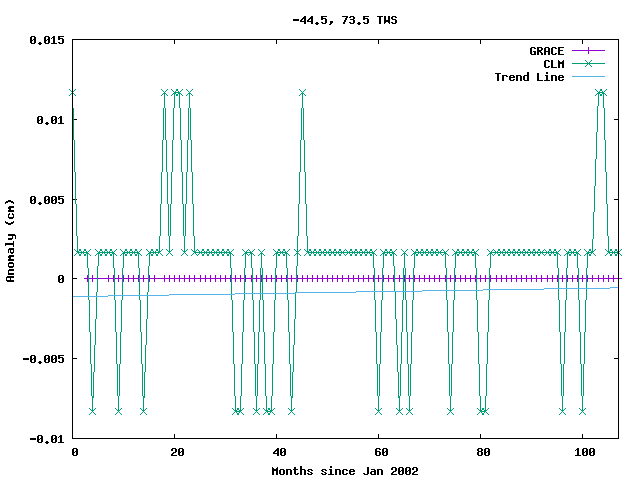 -44.5, 73.5 TWS
GRACE
CLM
Trend Line
0.015
0.01
0.005
0
-0.005
-0.01
Anomaly (cm)
0 20 40 60 80 100
Months since Jan 2002